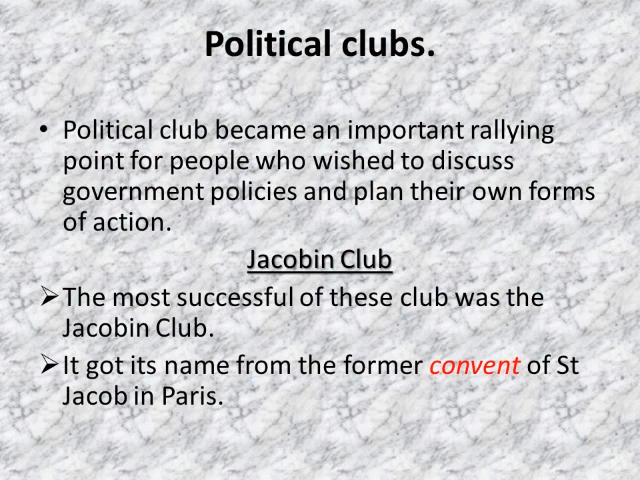 Political clubs.
• Political club became an important rallying
point for people who wished to discuss
government policies and plan their own forms
of action.
Jacobin Club
➢The most successful of these club was the
Jacobin Club.
➢It got its name from the former convent of St
Jacob in Paris.